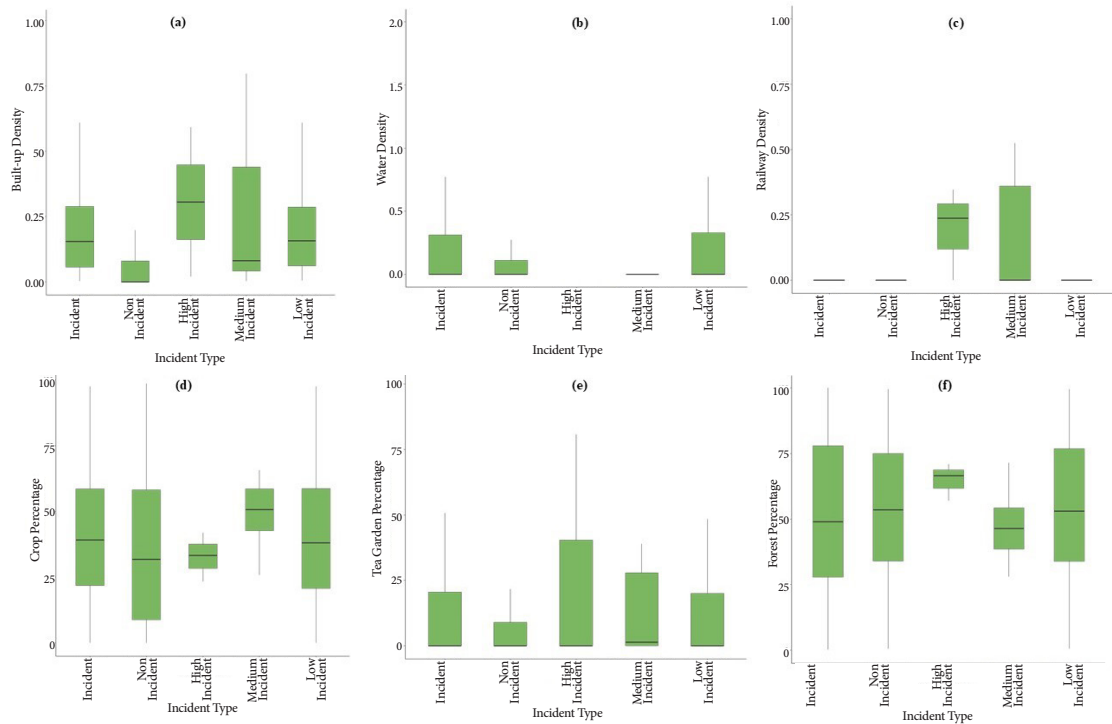 (a)
1.00
0.75
50
0.25
0.00
Built-up Density
Incident
Non
Incident
High
Incident
Medium
Incident
Low
Incident
Incident Type
(b)
2.0
1.5
1.0
0.5
0.0
Water Density
Incident
Non
Incident
High
Incident
Medium
Incident
Low
Incident
Incident Type
(c)
1.00
0.75
0.50
0.25
0.00
Railway Density
Incident
Non
Incident
High
Incident
Medium
Incident
Low
Incident
Incident Type
(d)
100
75
50
25
0
Crop Percentage
Incident
Non
Incident
High
Incident
Medium
Incident
Low
Incident
Incident Type
(e)
100
75
50
25
0
Tea Garden Percentage
Incident
Non
Incident
High
Incident
Medium
Incident
Low
Incident
Incident Type
(f)
100
75
50
25
0
Forest Percentage
Incident
Non
Incident
High
Incident
Medium
Incident
Low
Incident
Incident Type